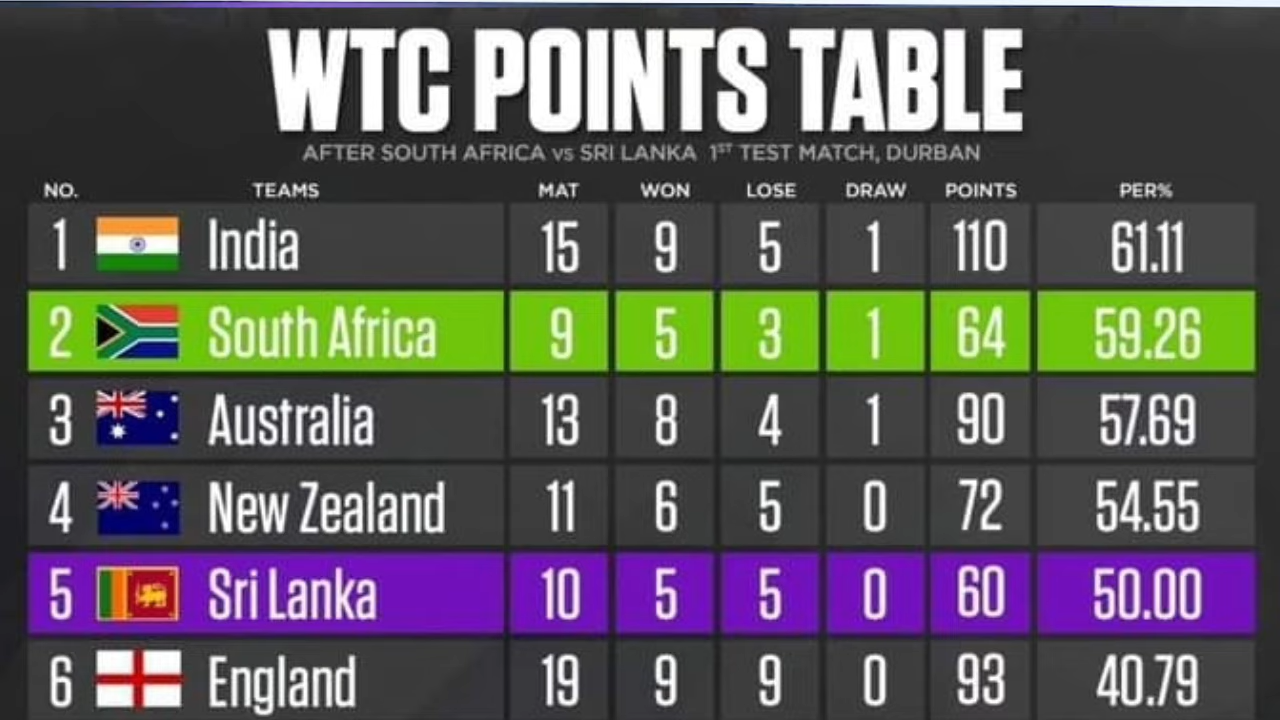 WTC POINTS TABLE
AFTER SOUTH AFRICA vs SRI LANKA 1ST TEST MATCH, DURBAN
NO. TEAMS MAT WON LOSE DRAW POINTS PER%
1 India 15 9 5 1 110 61.11
2 South Africa 9 5 3 1 64 59.26
3 Australia 13 8 4 1 90 57.69
4 New Zealand 11 6 5 0 72 54.55
5 Sri Lanka 10 5 5 0 60 50.00
6 England 19 9 9 0 93 40.79